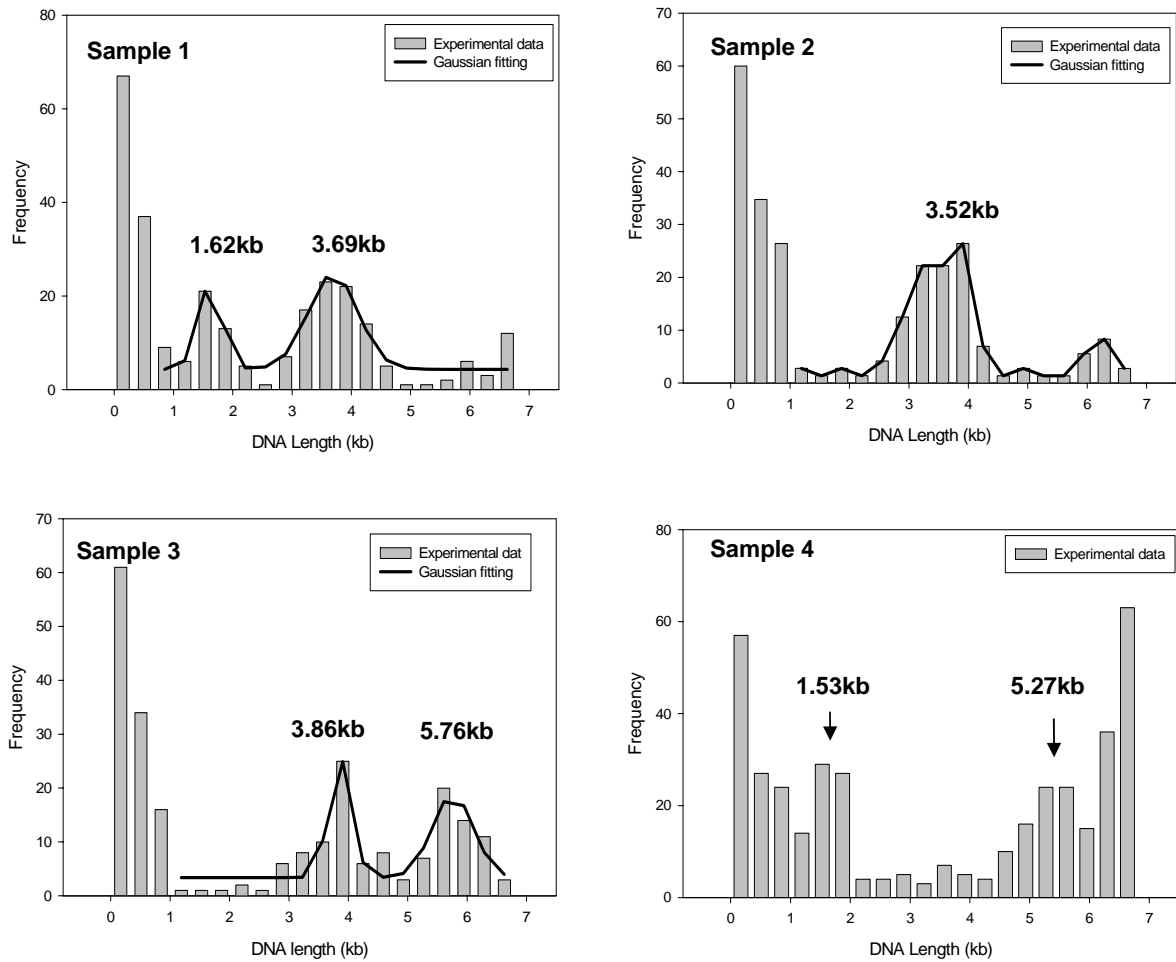 Sample 1
Experimental data
Gaussian fitting
1.62kb
3.69kb
Frequency
80
60
40
20
0
0 1 2 3 4 5 6 7
DNA Length (kb)
Sample 2
Experimental data
Gaussian fitting
3.52kb
Frequency
70
60
50
40
30
20
10
0
0 1 2 3 4 5 6 7
DNA Length (kb)
Sample 3
Experimental dat
Gaussian fitting
3.86kb
5.76kb
Frequency
70
60
50
40
30
20
10
0
0 1 2 3 4 5 6 7
DNA length (kb)
Sample 4
Experimental data
1.53kb
5.27kb
Frequency
80
60
40
20
0
0 1 2 3 4 5 6 7
DNA Length (kb)